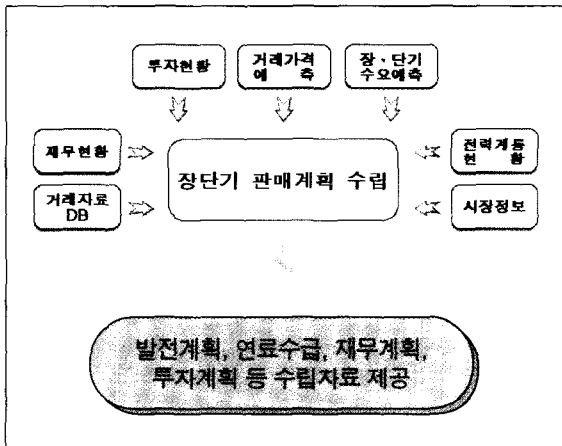 투자현황
거래가격
예 측
장·단기
수요예측
재무현황
거래자료
DB
장단기 판매계획 수립
전력계통
현 황
시장정보
발전계획, 연료수급, 재무계획,
투자계획 등 수립자료 제공